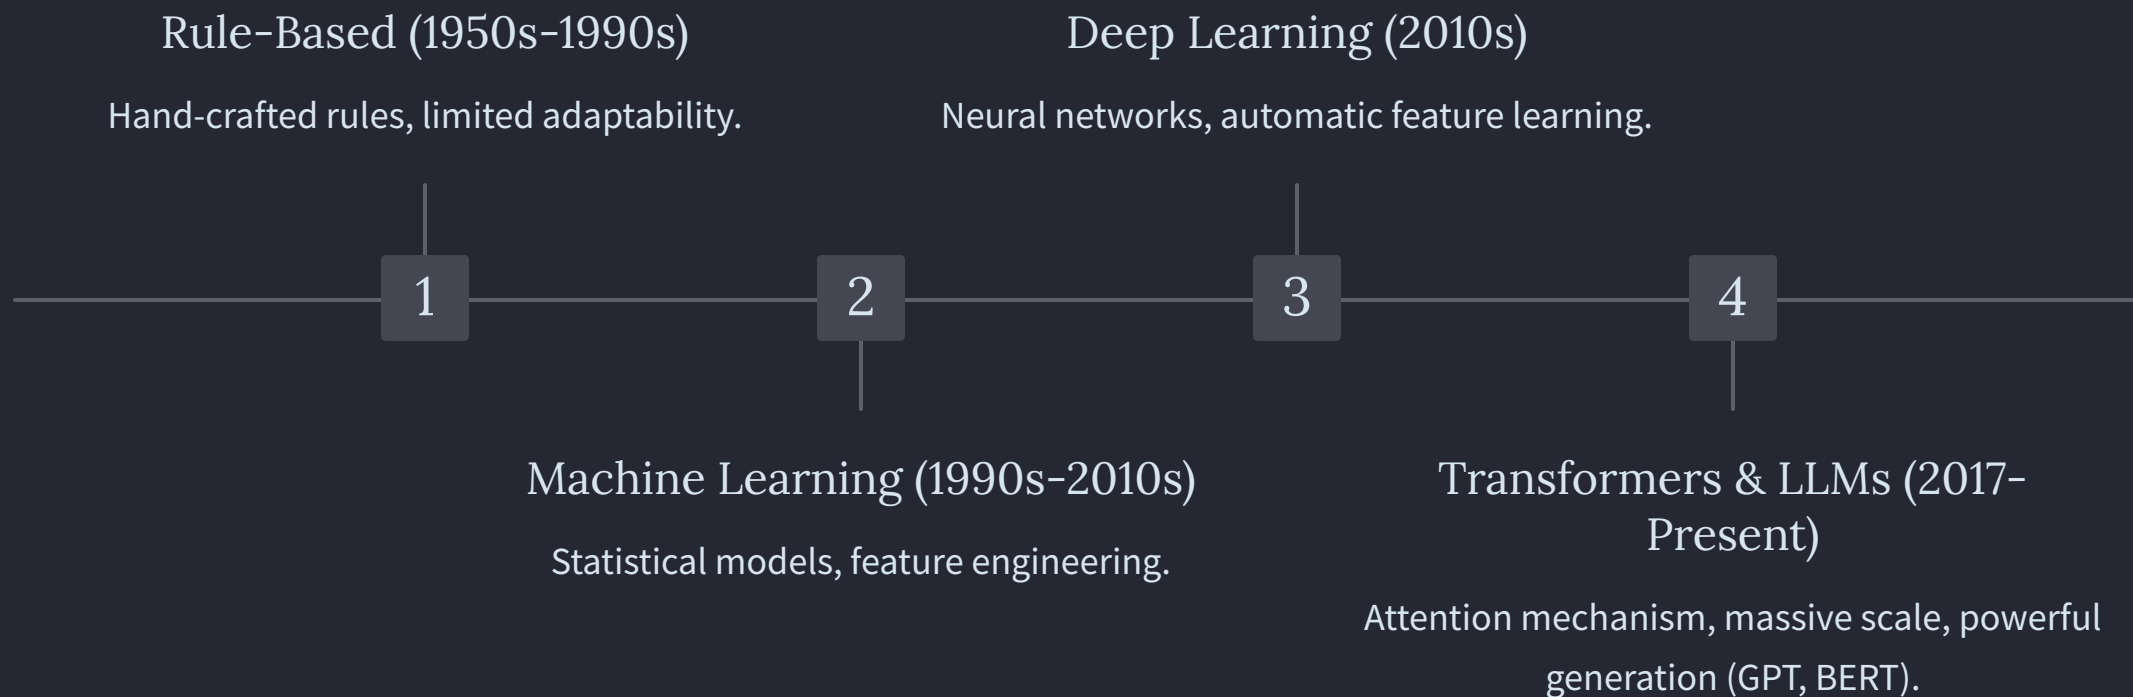 Rule-Based (1950s-1990s)
Hand-crafted rules, limited adaptability.
Deep Learning (2010s)
Neural networks, automatic feature learning.
1
2
3
4
Machine Learning (1990s-2010s)
Statistical models, feature engineering.
Transformers & LLMs (2017-
Present)
Attention mechanism, massive scale, powerful
generation (GPT, BERT).